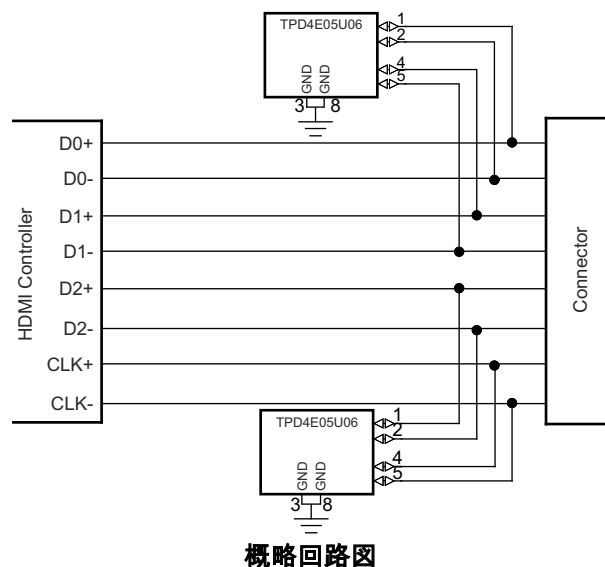 TPD4E05U06
1
2
4
5
GND
GND
3
8
HDMI Controller
D0+
D0-
D1+
D1-
D2+
D2-
CLK+
CLK-
Connector
TPD4E05U06
1
2
4
5
GND
GND
3
8
概略回路図